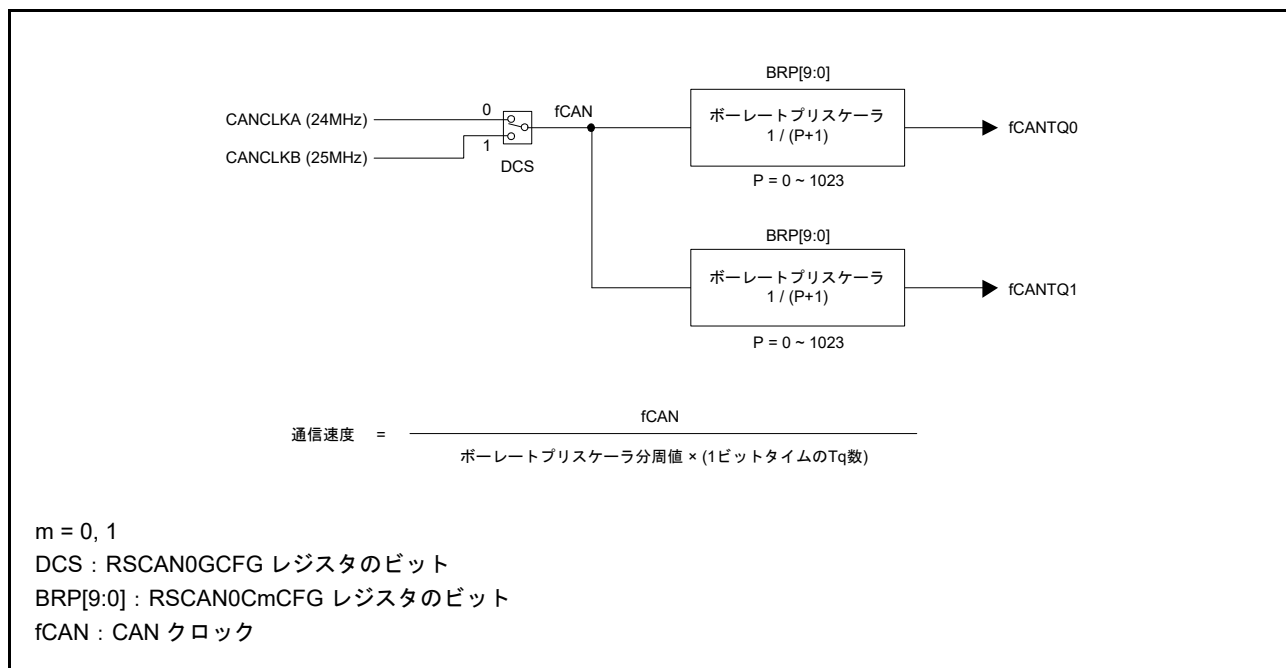 BRP[9:0]
CANCLKA (24MHz)
0
fCAN
ボーレートプリスケーラ
1 / (P+1)
fCANTQ0
CANCLKB (25MHz)
1
DCS
P = 0 ~ 1023
BRP[9:0]
ボーレートプリスケーラ
1 / (P+1)
fCANTQ1
P = 0 ~ 1023
fCAN
通信速度 =
ボーレートプリスケーラ分周値 × (1ビットタイムのTq数)
m = 0, 1
DCS : RSCAN0GCFG レジスタのビット
BRP[9:0] : RSCAN0CmCFG レジスタのビット
fCAN : CAN クロック